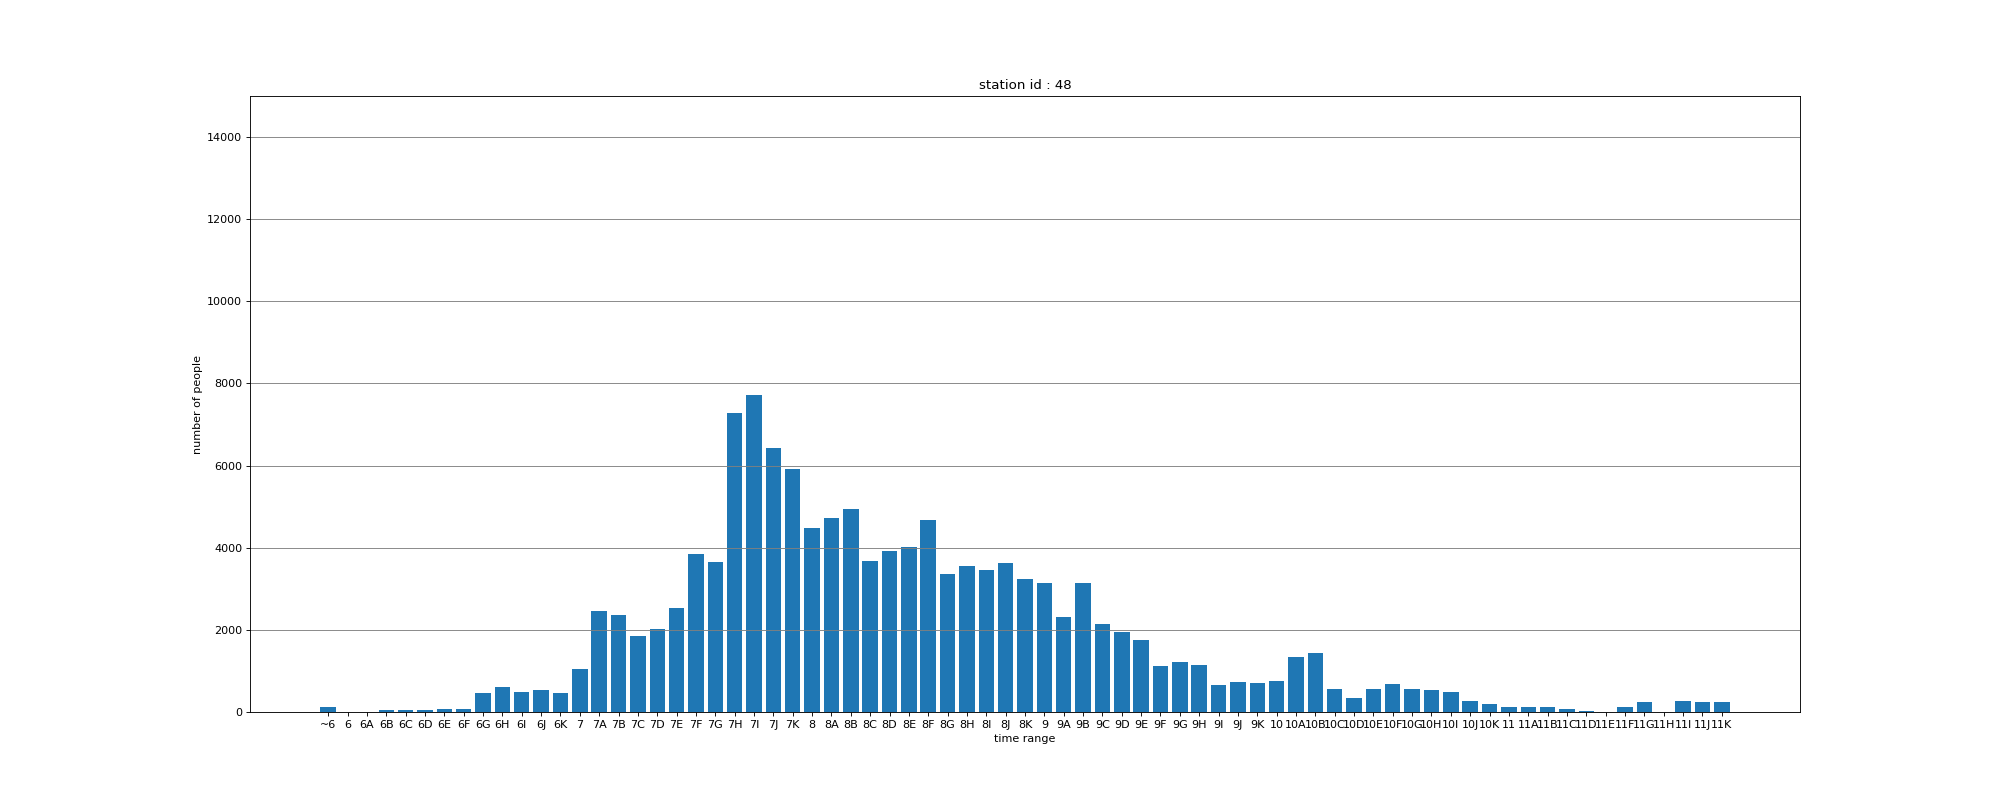 station id : 48
14000
12000
10000
8000
6000
4000
2000
0
number of people
~6 6 6A 6B 6C 6D 6E 6F 6G 6H 6I 6J 6K 7 7A 7B 7C 7D 7E 7F 7G 7H 7I 7J 7K 8 8A 8B 8C 8D 8E 8F 8G 8H 8I 8J 8K 9 9A 9B 9C 9D 9E 9F 9G 9H 9I 9J 9K 10 10A 10B 10C 10D 10E 10F 10G 10H 10I 10J 10K 11 11A 11B 11C 11D 11E 11F 11G 11H 11I 11J 11K
time range